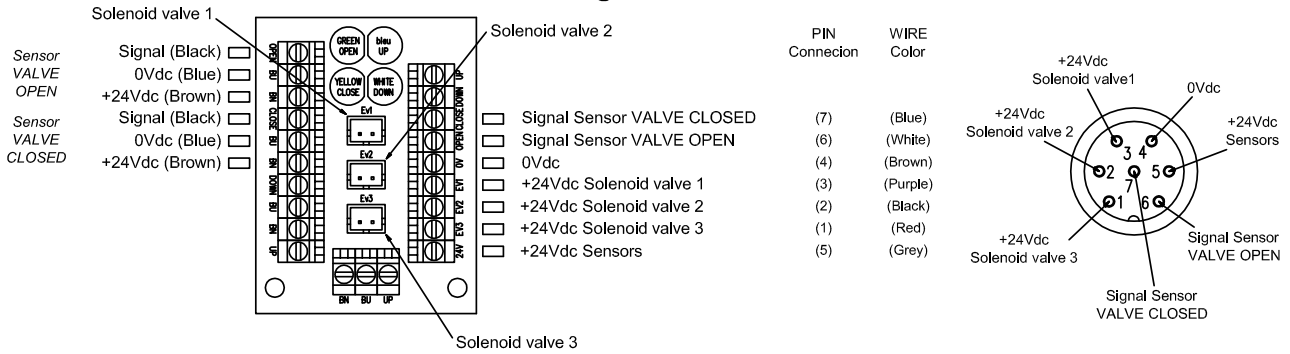 Solenoid valve 1
Solenoid valve 2
Sensor
VALVE
OPEN
Signal (Black)
0Vdc (Blue)
+24Vdc (Brown)
Sensor
VALVE
CLOSED
Signal (Black)
0Vdc (Blue)
+24Vdc (Brown)
OPEN
BU
BN
CLOSE
BU
BN
DOWN
BU
BN
UP
GREEN
OPEN
bleu
UP
YELLOW
CLOSE
WHITE
DOWN
Ev1
Ev2
Ev3
BN BU UP
UP
DOWN
CLOSE
OPEN
0V
EV1
EV2
EV3
24V
Solenoid valve 3
PIN
Connecion
WIRE
Color
Signal Sensor VALVE CLOSED (7) (Blue)
Signal Sensor VALVE OPEN (6) (White)
0Vdc (4) (Brown)
+24Vdc Solenoid valve 1 (3) (Purple)
+24Vdc Solenoid valve 2 (2) (Black)
+24Vdc Solenoid valve 3 (1) (Red)
+24Vdc Sensors (5) (Grey)
+24Vdc
Solenoid valve1
0Vdc
+24Vdc
Solenoid valve 2
+24Vdc
Sensors
3 4
2 5
7
1 6
+24Vdc
Solenoid valve 3
Signal Sensor
VALVE OPEN
Signal Sensor
VALVE CLOSED